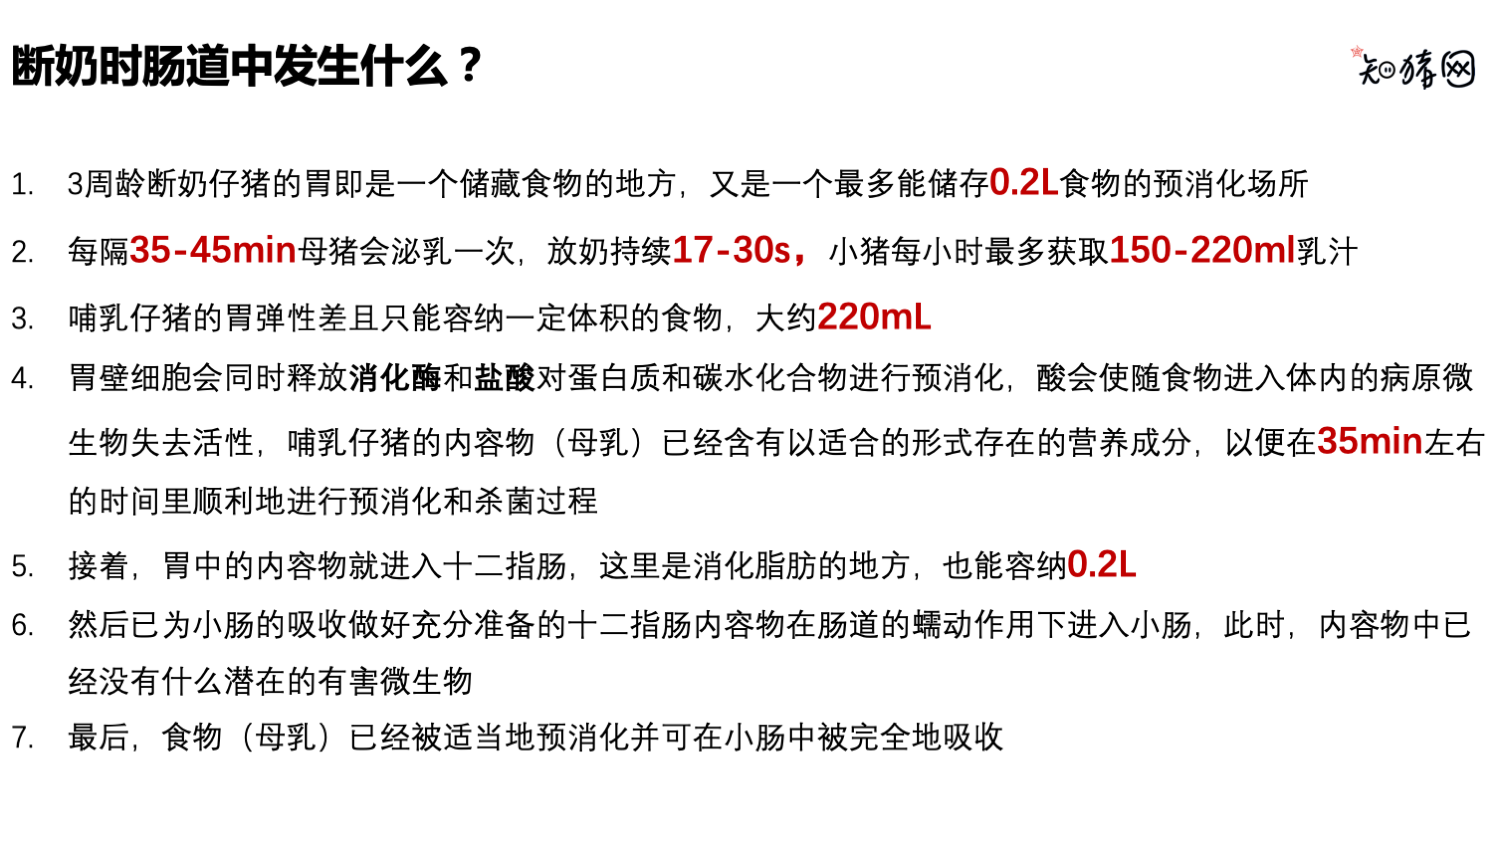 断奶时肠道中发生什么？
知猪网
1. 3周龄断奶仔猪的胃即是一个储藏食物的地方，又是一个最多能储存0.2L食物的预消化场所
2. 每隔35-45min母猪会泌乳一次，放奶持续17-30s，小猪每小时最多获取150-220ml乳汁
3. 哺乳仔猪的胃弹性差且只能容纳一定体积的食物，大约220mL
4. 胃壁细胞会同时释放消化酶和盐酸对蛋白质和碳水化合物进行预消化，酸会使随食物进入体内的病原微
生物失去活性，哺乳仔猪的内容物（母乳）已经含有以适合的形式存在的营养成分，以便在35min左右
的时间里顺利地进行预消化和杀菌过程
5. 接着，胃中的内容物就进入十二指肠，这里是消化脂肪的地方，也能容纳0.2L
6. 然后已为小肠的吸收做好充分准备的十二指肠内容物在肠道的蠕动作用下进入小肠，此时，内容物中已
经没有什么潜在的有害微生物
7. 最后，食物（母乳）已经被适当地预消化并可在小肠中被完全地吸收